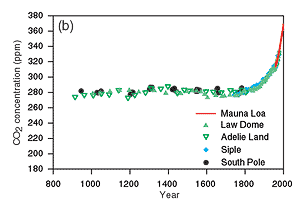 (b)
CO2 concentration (ppm)
380
360
340
320
300
280
260
240
220
200
180
Mauna Loa
Law Dome
Adelie Land
Siple
South Pole
800 1000 1200 1400 1600 1800 2000
Year